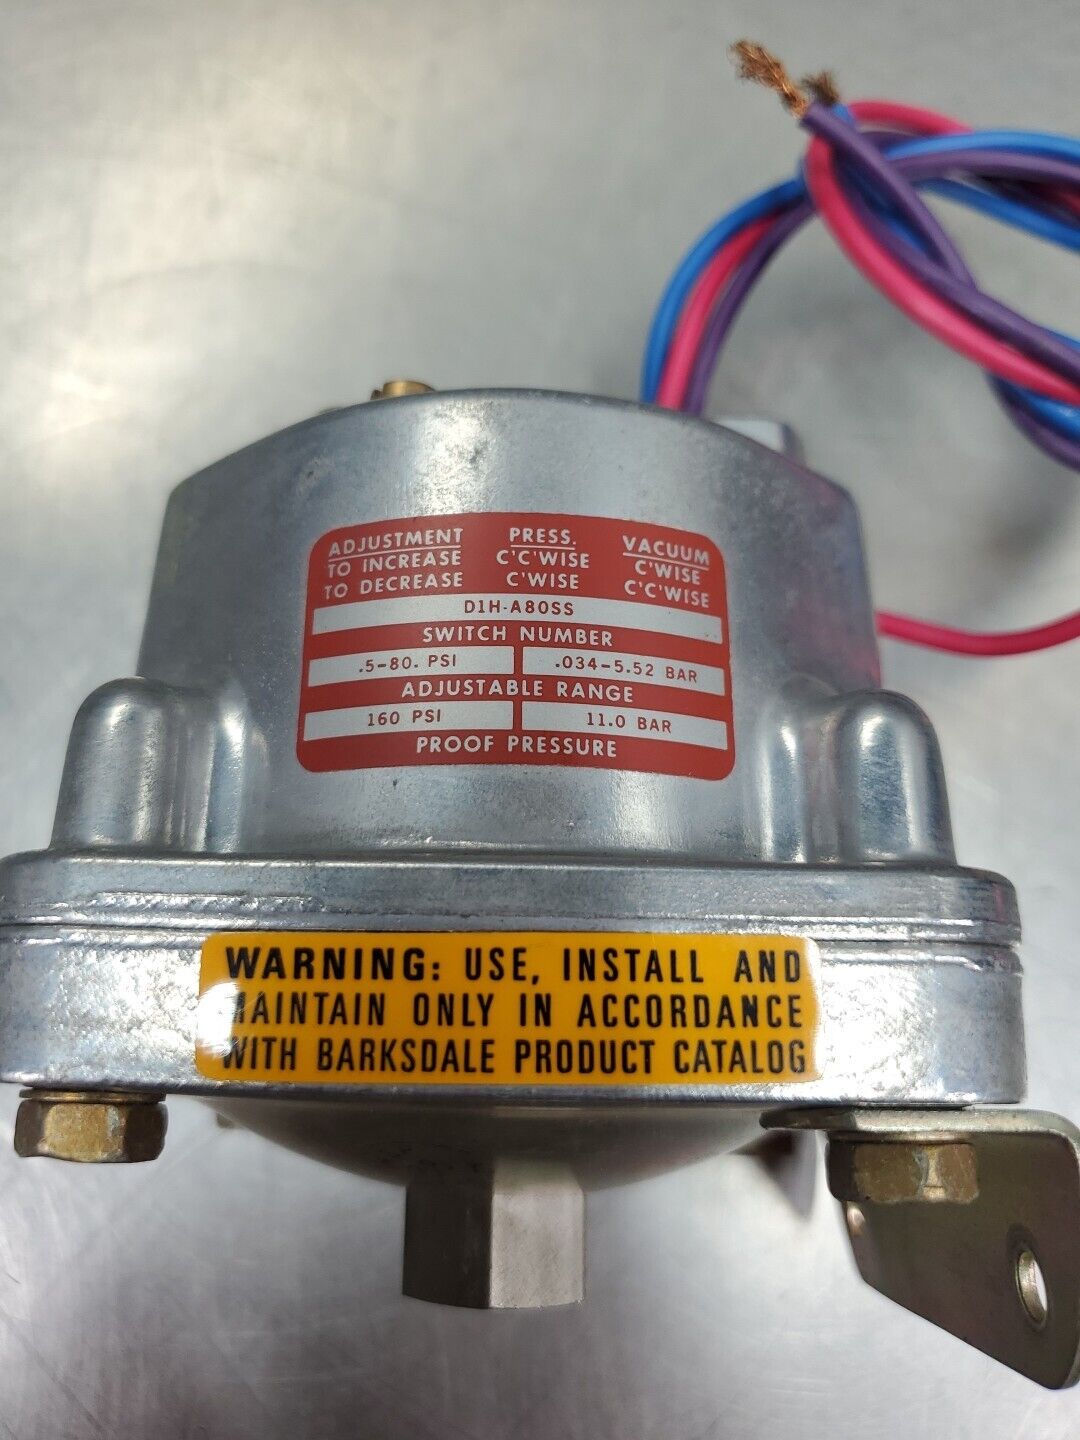 ADJUSTMENT PRESS. VACUUM
TO INCREASE C'C'WISE C'WISE
TO DECREASE C'WISE C'C'WISE
D1H-A80SS
SWITCH NUMBER
.5-80. PSI .034-5.52 BAR
ADJUSTABLE RANGE
160 PSI 11.0 BAR
PROOF PRESSURE
WARNING: USE, INSTALL AND
MAINTAIN ONLY IN ACCORDANCE
WITH BARKSDALE PRODUCT CATALOG